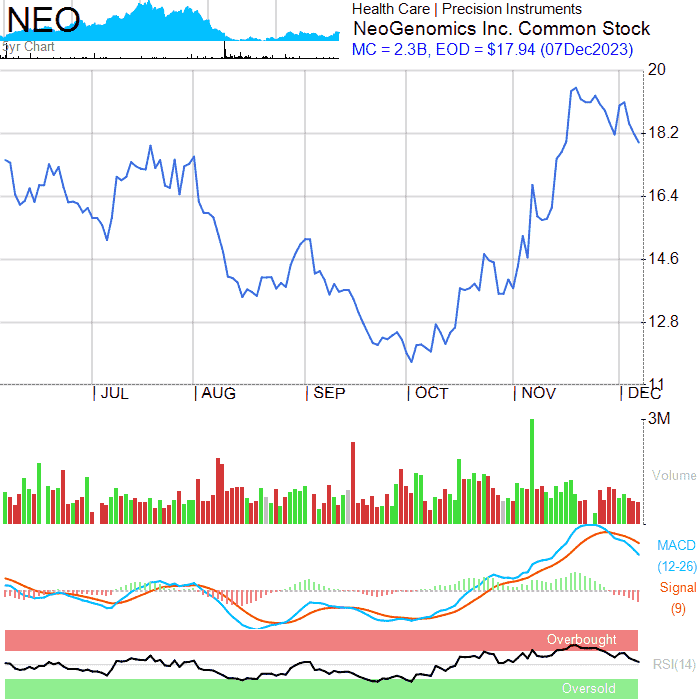 NEO
5yr Chart
Health Care | Precision Instruments
NeoGenomics Inc. Common Stock
MC = 2.3B, EOD = $17.94 (07Dec2023)
20
18.2
16.4
14.6
12.8
11
JUL
AUG
SEP
OCT
NOV
DEC
3M
Volume
MACD
(12-26)
Signal
(9)
Overbought
RSI(14)
Oversold